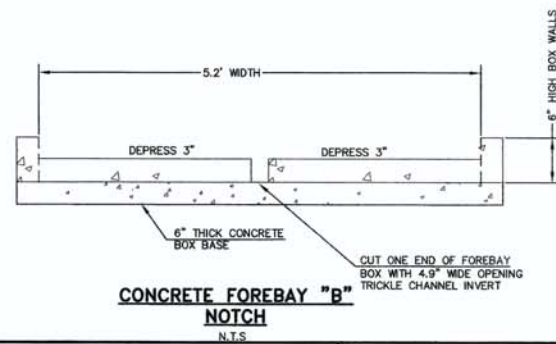 5.2' WIDTH
6" HIGH BOX WALLS
DEPRESS 3"
DEPRESS 3"
6" THICK CONCRETE
BOX BASE
CUT ONE END OF FOREBAY
BOX WITH 4.9" WIDE OPENING
TRICKLE CHANNEL INVERT
CONCRETE FOREBAY "B"
NOTCH
N.T.S